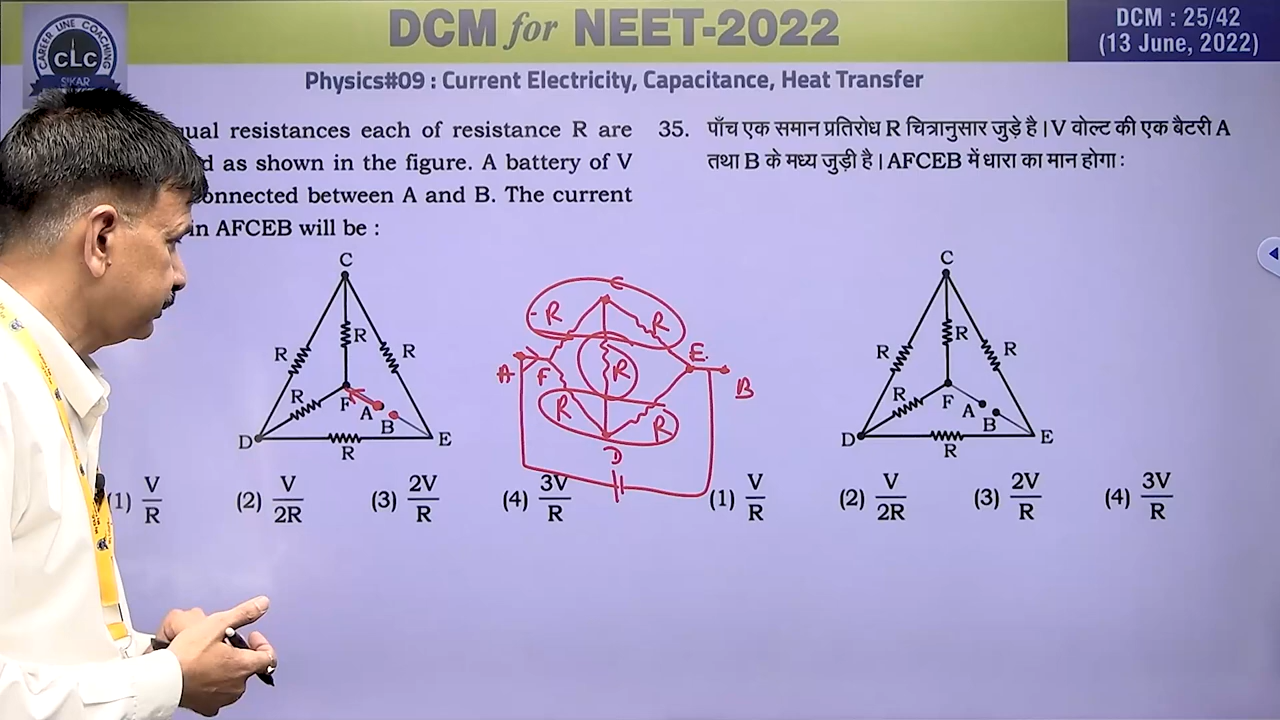 DCM for NEET-2022
DCM : 25/42
(13 June, 2022)
CAREER LINE COACHING
CLC
SIKAR
Physics#09 : Current Electricity, Capacitance, Heat Transfer
resistances each of resistance R are
as shown in the figure. A battery of V
between A and B. The current
in AFCEB will be :
C
R
R
R
R
F
A
B
D
E
R
(1) V/R
(2) V/2R
(3) 2V/R
(4) 3V/R
C
R
R
A
F
R
E
B
R
R
D
35. पाँच एक समान प्रतिरोध R चित्रानुसार जुड़े है। V वोल्ट की एक बैटरी A
तथा B के मध्य जुड़ी है। AFCEB में धारा का मान होगा :
C
R
R
R
R
F
A
B
D
E
R
(1) V/R
(2) V/2R
(3) 2V/R
(4) 3V/R